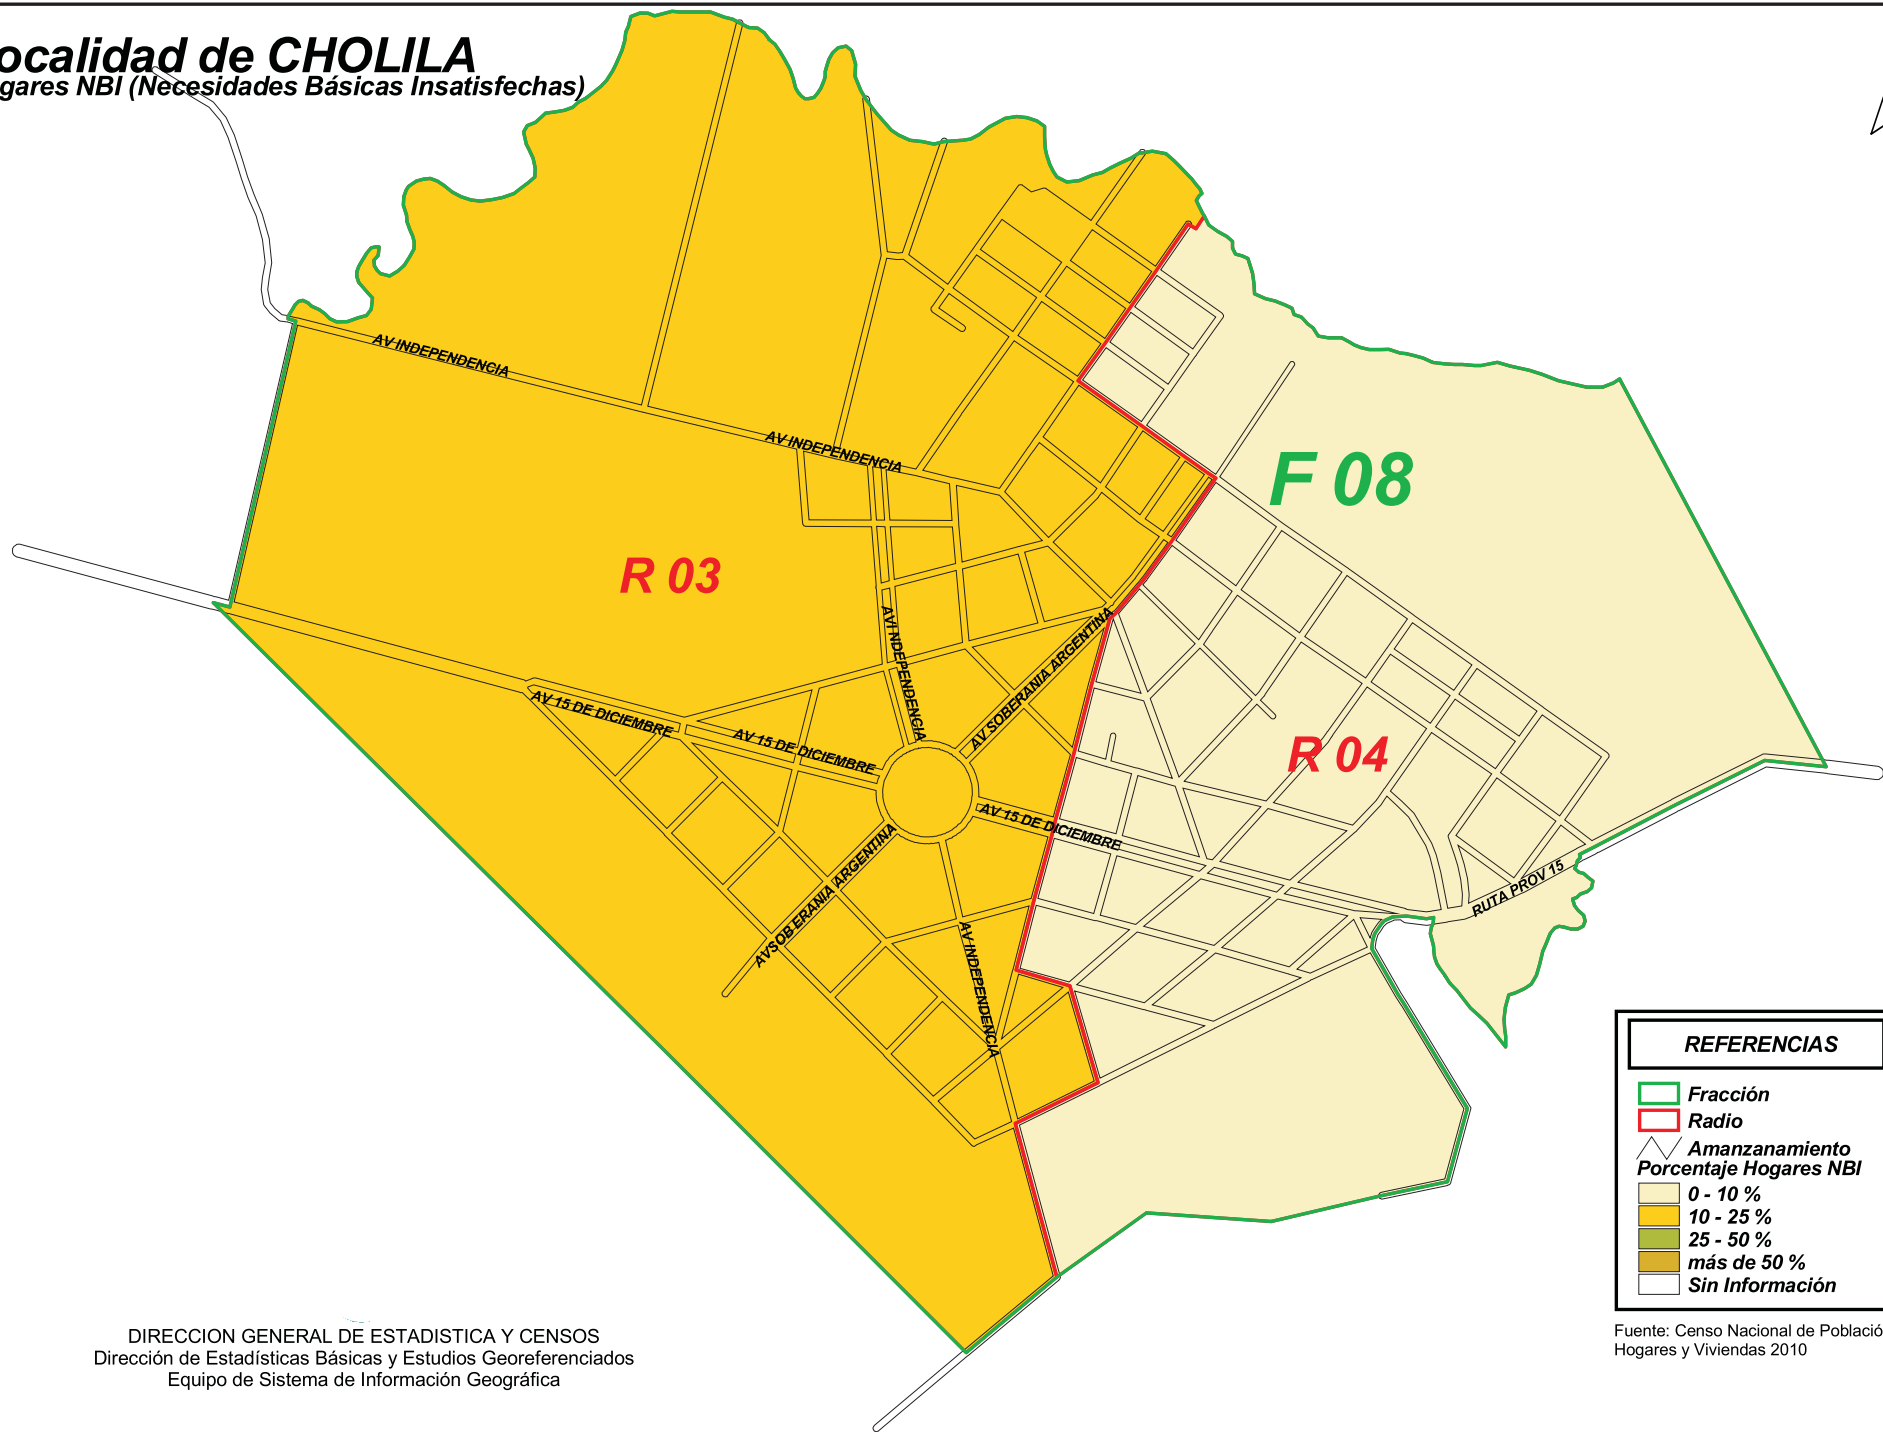 ocalidad de CHOLILA
gares NBI (Necesidades Básicas Insatisfechas)
AV INDEPENDENCIA
AV INDEPENDENCIA
F 08
R 03
AVI NDEPENDENCIA
AV SOBERANIA ARGENTINA
AV 15 DE DICIEMBRE
AV 15 DE DICIEMBRE
R 04
AV 15 DE DICIEMBRE
AVSOB ERANIA ARGENTINA
RUTA PROV 15
AV INDEPENDENCIA
REFERENCIAS
Fracción
Radio
Amanzanamiento
Porcentaje Hogares NBI
0 - 10 %
10 - 25 %
25 - 50 %
más de 50 %
Sin Información
Fuente: Censo Nacional de Població
Hogares y Viviendas 2010
DIRECCION GENERAL DE ESTADISTICA Y CENSOS
Dirección de Estadísticas Básicas y Estudios Georeferenciados
Equipo de Sistema de Información Geográfica